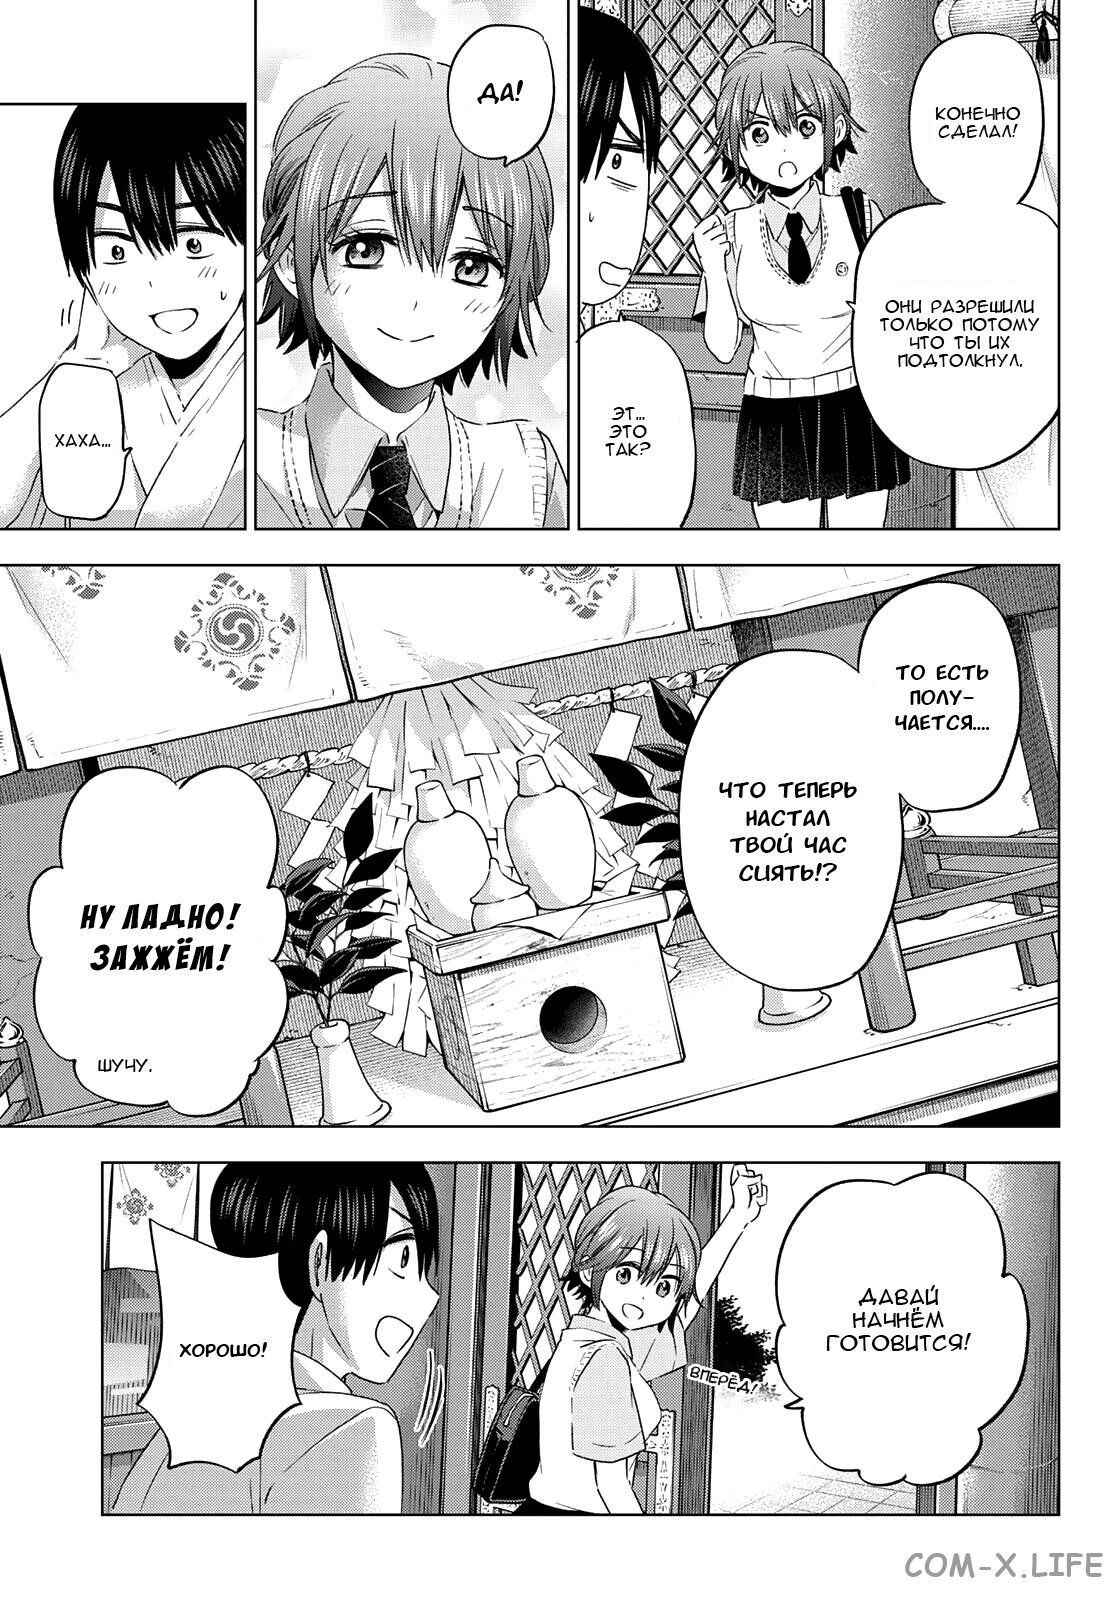 КОНЕЧНО
СДЕЛАЛ!
ОНИ РАЗРЕШИЛИ
ТОЛЬКО ПОТОМУ
ЧТО ТЫ ИХ
ПОДТОЛКНУЛ.
ЭТ...
ЭТО
ТАК?
ДА!
ХАХА...
ТО ЕСТЬ
ПОЛУ-
ЧАЕТСЯ....
ЧТО ТЕПЕРЬ
НАСТАЛ
ТВОЙ ЧАС
СИЯТЬ!?
НУ ЛАДНО!
ЗАЖЖЁМ!
ШУЧУ.
ДАВАЙ
НАЧНЁМ
ГОТОВИТСЯ!
ВПЕРЁД!
ХОРОШО!
COM-X.LIFE